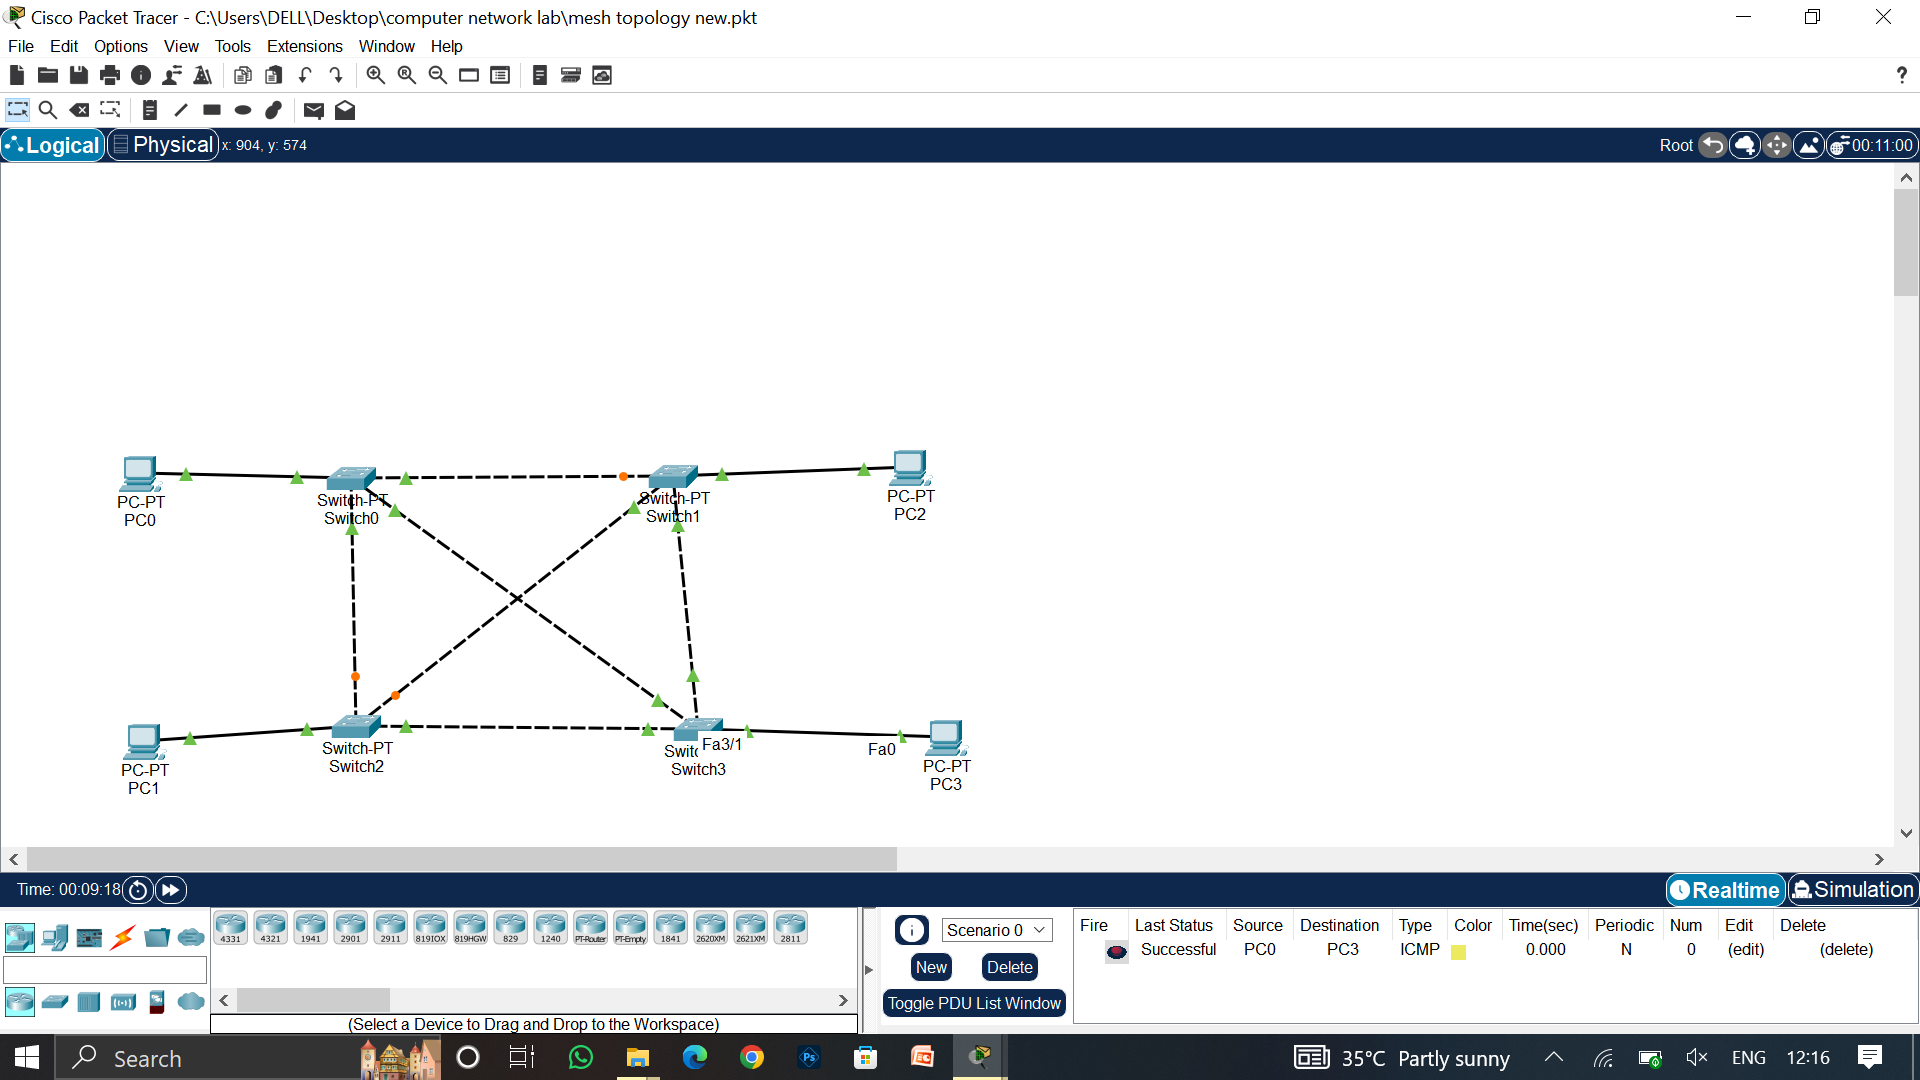 Cisco Packet Tracer - C:\Users\DELL\Desktop\computer network lab\mesh topology new.pkt
File Edit Options View Tools Extensions Window Help
?
Logical Physical x: 904, y: 574 Root 00:11:00
PC-PT
PC0
Switch-PT
Switch0
Switch-PT
Switch1
PC-PT
PC2
PC-PT
PC1
Switch-PT
Switch2
Switc Fa3/1
Switch3
Fa0
PC-PT
PC3
Time: 00:09:18 Realtime Simulation
4331 4321 1941 2901 2911 819IOX 819HGW 829 1240 PT-Router PT-Empty 1841 2620XM 2621XM 2811
(Select a Device to Drag and Drop to the Workspace)
Scenario 0
New Delete
Toggle PDU List Window
Fire Last Status Source Destination Type Color Time(sec) Periodic Num Edit Delete
Successful PC0 PC3 ICMP 0.000 N 0 (edit) (delete)
Search Ps 35°C Partly sunny ENG 12:16